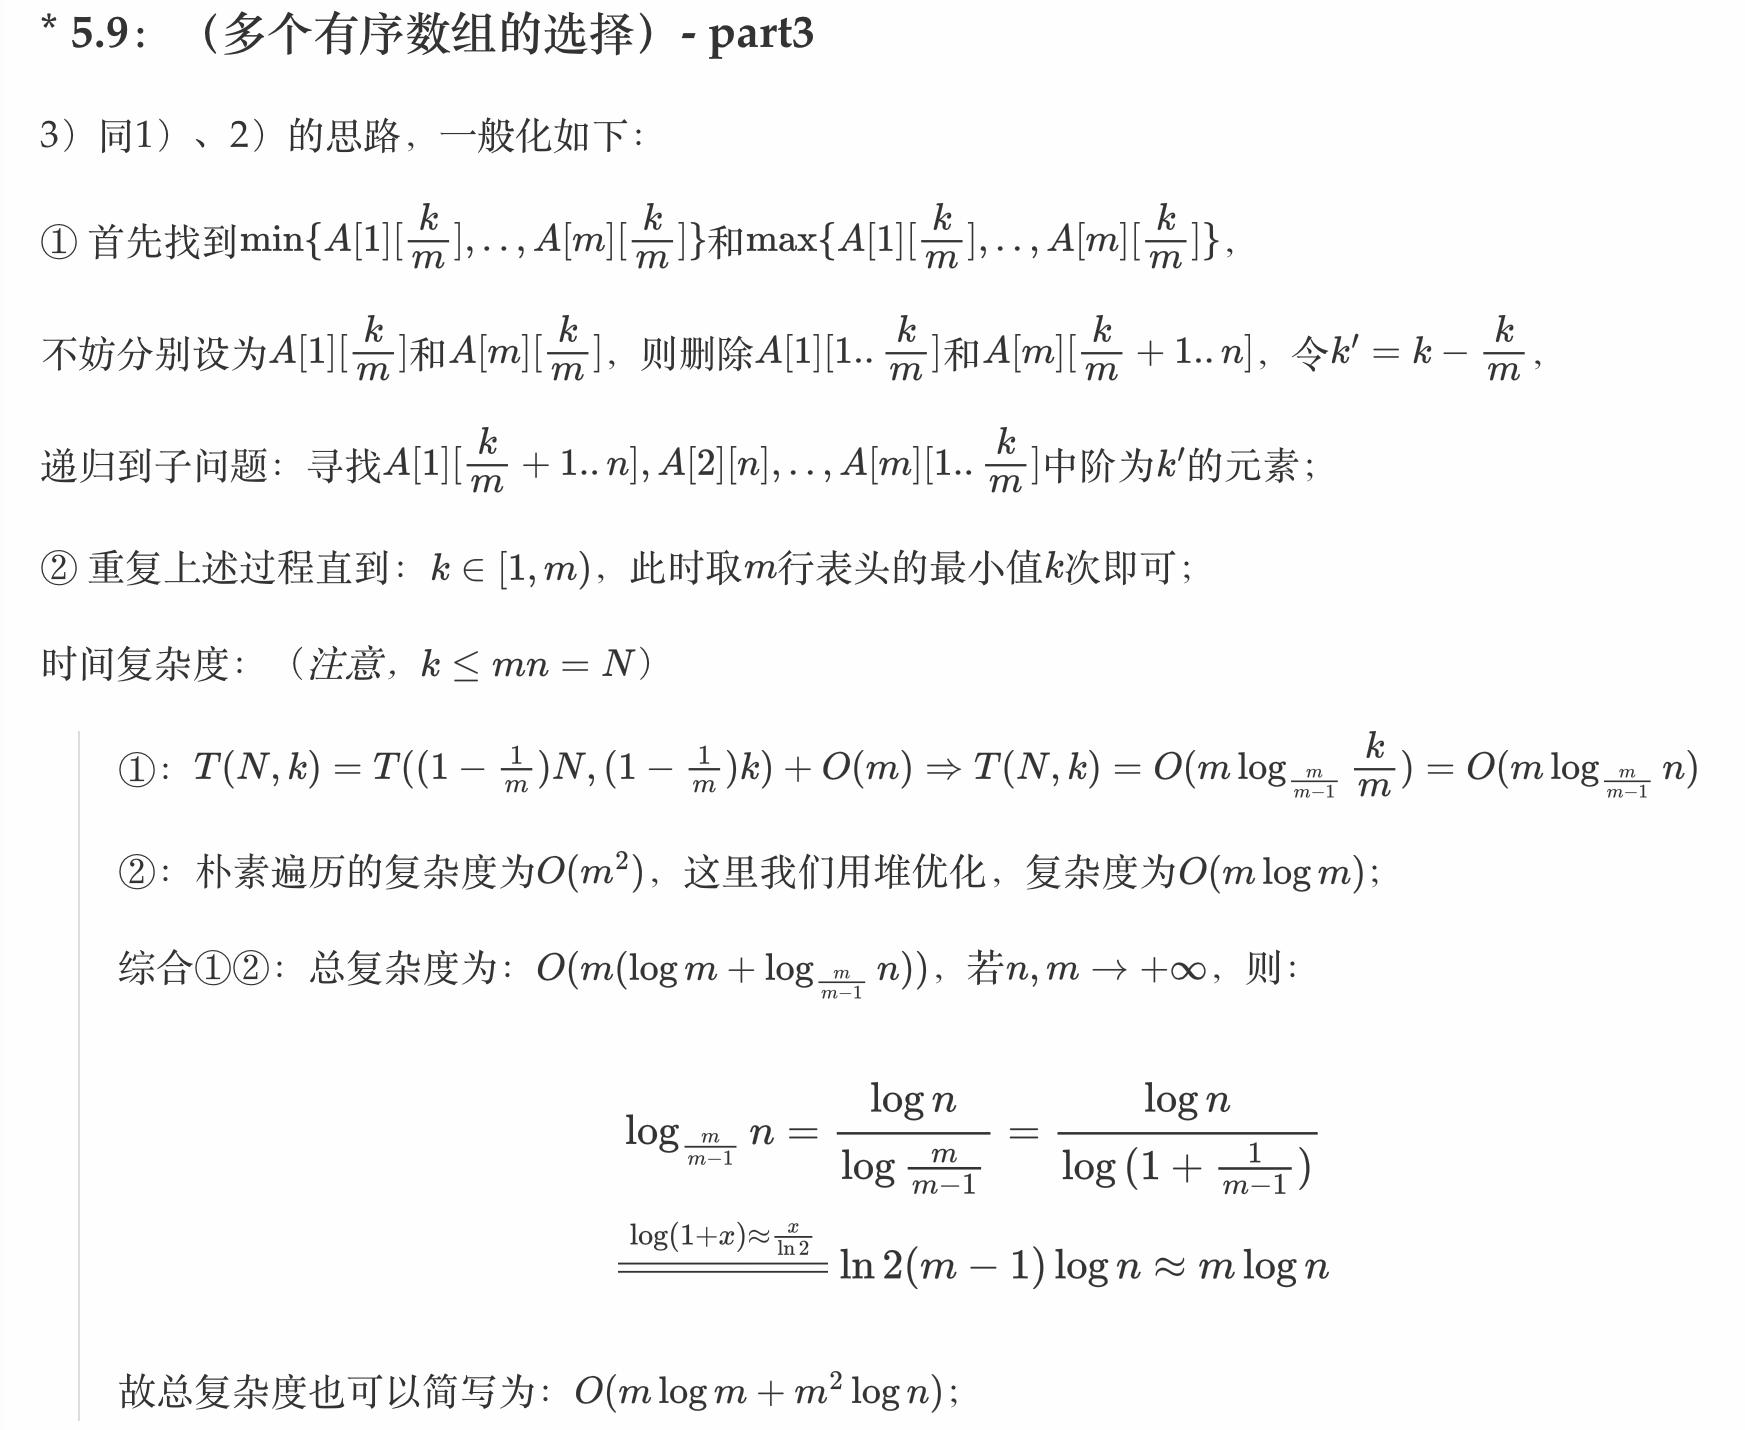 * 5.9：（多个有序数组的选择）- part3
3）同1）、2）的思路，一般化如下：
① 首先找到min{A[1][k/m],..,A[m][k/m]}和max{A[1][k/m],..,A[m][k/m]}，
不妨分别设为A[1][k/m]和A[m][k/m]，则删除A[1][1..k/m]和A[m][k/m + 1..n]，令k′ = k − k/m，
递归到子问题：寻找A[1][k/m + 1..n],A[2][n],..,A[m][1..k/m]中阶为k′的元素；
② 重复上述过程直到：k ∈ [1,m)，此时取m行表头的最小值k次即可；
时间复杂度：（注意，k ≤ mn = N）
①：T(N,k) = T((1 − 1/m)N,(1 − 1/m)k) + O(m) ⇒ T(N,k) = O(m log_{m/(m−1)} k/m) = O(m log_{m/(m−1)} n)
②：朴素遍历的复杂度为O(m²)，这里我们用堆优化，复杂度为O(m log m)；
综合①②：总复杂度为：O(m(log m + log_{m/(m−1)} n))，若n,m → +∞，则：
log_{m/(m−1)} n = log n / log m/(m−1) = log n / log (1 + 1/(m−1))
log(1+x)≈x/ln 2
= ln 2(m − 1) log n ≈ m log n
故总复杂度也可以简写为：O(m log m + m² log n)；